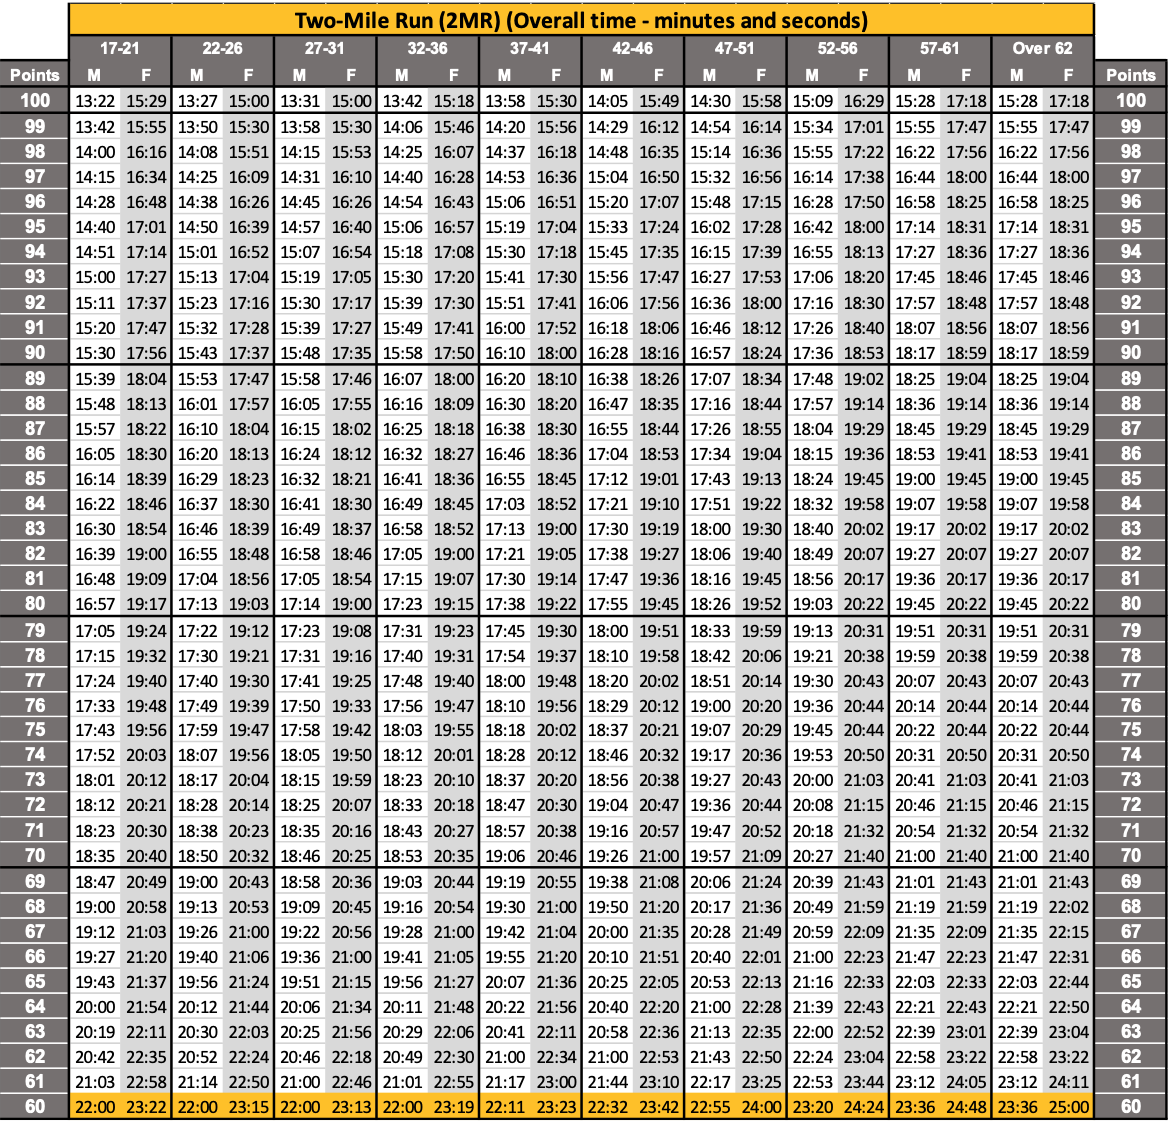 Two-Mile Run (2MR) (Overall time - minutes and seconds)
17-21 22-26 27-31 32-36 37-41 42-46 47-51 52-56 57-61 Over 62
Points M F M F M F M F M F M F M F M F M F M F Points
100 13:22 15:29 13:27 15:00 13:31 15:00 13:42 15:18 13:58 15:30 14:05 15:49 14:30 15:58 15:09 16:29 15:28 17:18 15:28 17:18 100
99 13:42 15:55 13:50 15:30 13:58 15:30 14:06 15:46 14:20 15:56 14:29 16:12 14:54 16:14 15:34 17:01 15:55 17:47 15:55 17:47 99
98 14:00 16:16 14:08 15:51 14:15 15:53 14:25 16:07 14:37 16:18 14:48 16:35 15:14 16:36 15:55 17:22 16:22 17:56 16:22 17:56 98
97 14:15 16:34 14:25 16:09 14:31 16:10 14:40 16:28 14:53 16:36 15:04 16:50 15:32 16:56 16:14 17:38 16:44 18:00 16:44 18:00 97
96 14:28 16:48 14:38 16:26 14:45 16:26 14:54 16:43 15:06 16:51 15:20 17:07 15:48 17:15 16:28 17:50 16:58 18:25 16:58 18:25 96
95 14:40 17:01 14:50 16:39 14:57 16:40 15:06 16:57 15:19 17:04 15:33 17:24 16:02 17:28 16:42 18:00 17:14 18:31 17:14 18:31 95
94 14:51 17:14 15:01 16:52 15:07 16:54 15:18 17:08 15:30 17:18 15:45 17:35 16:15 17:39 16:55 18:13 17:27 18:36 17:27 18:36 94
93 15:00 17:27 15:13 17:04 15:19 17:05 15:30 17:20 15:41 17:30 15:56 17:47 16:27 17:53 17:06 18:20 17:45 18:46 17:45 18:46 93
92 15:11 17:37 15:23 17:16 15:30 17:17 15:39 17:30 15:51 17:41 16:06 17:56 16:36 18:00 17:16 18:30 17:57 18:48 17:57 18:48 92
91 15:20 17:47 15:32 17:28 15:39 17:27 15:49 17:41 16:00 17:52 16:18 18:06 16:46 18:12 17:26 18:40 18:07 18:56 18:07 18:56 91
90 15:30 17:56 15:43 17:37 15:48 17:35 15:58 17:50 16:10 18:00 16:28 18:16 16:57 18:24 17:36 18:53 18:17 18:59 18:17 18:59 90
89 15:39 18:04 15:53 17:47 15:58 17:46 16:07 18:00 16:20 18:10 16:38 18:26 17:07 18:34 17:48 19:02 18:25 19:04 18:25 19:04 89
88 15:48 18:13 16:01 17:57 16:05 17:55 16:16 18:09 16:30 18:20 16:47 18:35 17:16 18:44 17:57 19:14 18:36 19:14 18:36 19:14 88
87 15:57 18:22 16:10 18:04 16:15 18:02 16:25 18:18 16:38 18:30 16:55 18:44 17:26 18:55 18:04 19:29 18:45 19:29 18:45 19:29 87
86 16:05 18:30 16:20 18:13 16:24 18:12 16:32 18:27 16:46 18:36 17:04 18:53 17:34 19:04 18:15 19:36 18:53 19:41 18:53 19:41 86
85 16:14 18:39 16:29 18:23 16:32 18:21 16:41 18:36 16:55 18:45 17:12 19:01 17:43 19:13 18:24 19:45 19:00 19:45 19:00 19:45 85
84 16:22 18:46 16:37 18:30 16:41 18:30 16:49 18:45 17:03 18:52 17:21 19:10 17:51 19:22 18:32 19:58 19:07 19:58 19:07 19:58 84
83 16:30 18:54 16:46 18:39 16:49 18:37 16:58 18:52 17:13 19:00 17:30 19:19 18:00 19:30 18:40 20:02 19:17 20:02 19:17 20:02 83
82 16:39 19:00 16:55 18:48 16:58 18:46 17:05 19:00 17:21 19:05 17:38 19:27 18:06 19:40 18:49 20:07 19:27 20:07 19:27 20:07 82
81 16:48 19:09 17:04 18:56 17:05 18:54 17:15 19:07 17:30 19:14 17:47 19:36 18:16 19:45 18:56 20:17 19:36 20:17 19:36 20:17 81
80 16:57 19:17 17:13 19:03 17:14 19:00 17:23 19:15 17:38 19:22 17:55 19:45 18:26 19:52 19:03 20:22 19:45 20:22 19:45 20:22 80
79 17:05 19:24 17:22 19:12 17:23 19:08 17:31 19:23 17:45 19:30 18:00 19:51 18:33 19:59 19:13 20:31 19:51 20:31 19:51 20:31 79
78 17:15 19:32 17:30 19:21 17:31 19:16 17:40 19:31 17:54 19:37 18:10 19:58 18:42 20:06 19:21 20:38 19:59 20:38 19:59 20:38 78
77 17:24 19:40 17:40 19:30 17:41 19:25 17:48 19:40 18:00 19:48 18:20 20:02 18:51 20:14 19:30 20:43 20:07 20:43 20:07 20:43 77
76 17:33 19:48 17:49 19:39 17:50 19:33 17:56 19:47 18:10 19:56 18:29 20:12 19:00 20:20 19:36 20:44 20:14 20:44 20:14 20:44 76
75 17:43 19:56 17:59 19:47 17:58 19:42 18:03 19:55 18:18 20:02 18:37 20:21 19:07 20:29 19:45 20:44 20:22 20:44 20:22 20:44 75
74 17:52 20:03 18:07 19:56 18:05 19:50 18:12 20:01 18:28 20:12 18:46 20:32 19:17 20:36 19:53 20:50 20:31 20:50 20:31 20:50 74
73 18:01 20:12 18:17 20:04 18:15 19:59 18:23 20:10 18:37 20:20 18:56 20:38 19:27 20:43 20:00 21:03 20:41 21:03 20:41 21:03 73
72 18:12 20:21 18:28 20:14 18:25 20:07 18:33 20:18 18:47 20:30 19:04 20:47 19:36 20:44 20:08 21:15 20:46 21:15 20:46 21:15 72
71 18:23 20:30 18:38 20:23 18:35 20:16 18:43 20:27 18:57 20:38 19:16 20:57 19:47 20:52 20:18 21:32 20:54 21:32 20:54 21:32 71
70 18:35 20:40 18:50 20:32 18:46 20:25 18:53 20:35 19:06 20:46 19:26 21:00 19:57 21:09 20:27 21:40 21:00 21:40 21:00 21:40 70
69 18:47 20:49 19:00 20:43 18:58 20:36 19:03 20:44 19:19 20:55 19:38 21:08 20:06 21:24 20:39 21:43 21:01 21:43 21:01 21:43 69
68 19:00 20:58 19:13 20:53 19:09 20:45 19:16 20:54 19:30 21:00 19:50 21:20 20:17 21:36 20:49 21:59 21:19 21:59 21:19 22:02 68
67 19:12 21:03 19:26 21:00 19:22 20:56 19:28 21:00 19:42 21:04 20:00 21:35 20:28 21:49 20:59 22:09 21:35 22:09 21:35 22:15 67
66 19:27 21:20 19:40 21:06 19:36 21:00 19:41 21:05 19:55 21:20 20:10 21:51 20:40 22:01 21:00 22:23 21:47 22:23 21:47 22:31 66
65 19:43 21:37 19:56 21:24 19:51 21:15 19:56 21:27 20:07 21:36 20:25 22:05 20:53 22:13 21:16 22:33 22:03 22:33 22:03 22:44 65
64 20:00 21:54 20:12 21:44 20:06 21:34 20:11 21:48 20:22 21:56 20:40 22:20 21:00 22:28 21:39 22:43 22:21 22:43 22:21 22:50 64
63 20:19 22:11 20:30 22:03 20:25 21:56 20:29 22:06 20:41 22:11 20:58 22:36 21:13 22:35 22:00 22:52 22:39 23:01 22:39 23:04 63
62 20:42 22:35 20:52 22:24 20:46 22:18 20:49 22:30 21:00 22:34 21:00 22:53 21:43 22:50 22:24 23:04 22:58 23:22 22:58 23:22 62
61 21:03 22:58 21:14 22:50 21:00 22:46 21:01 22:55 21:17 23:00 21:44 23:10 22:17 23:25 22:53 23:44 23:12 24:05 23:12 24:11 61
60 22:00 23:22 22:00 23:15 22:00 23:13 22:00 23:19 22:11 23:23 22:32 23:42 22:55 24:00 23:20 24:24 23:36 24:48 23:36 25:00 60